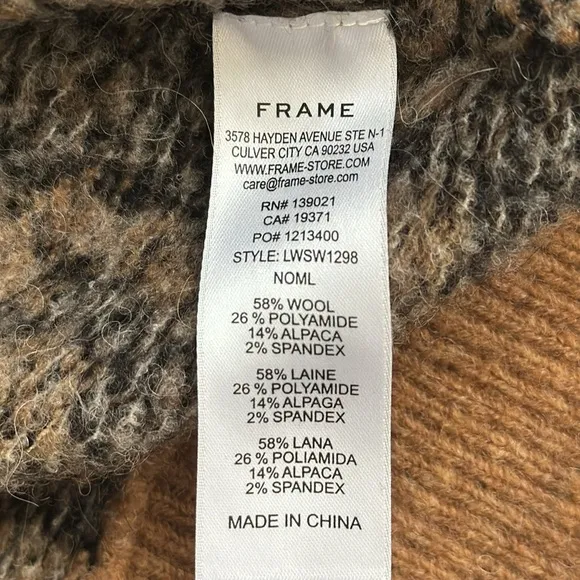 FRAME
3578 HAYDEN AVENUE STE N-1
CULVER CITY CA 90232 USA
WWW.FRAME-STORE.COM
care@frame-store.com
RN# 139021
CA# 19371
PO# 1213400
STYLE: LWSW1298
NOML
58% WOOL
26 % POLYAMIDE
14% ALPACA
2% SPANDEX
58% LAINE
26 % POLYAMIDE
14% ALPAGA
2% SPANDEX
58% LANA
26 % POLIAMIDA
14% ALPACA
2% SPANDEX
MADE IN CHINA